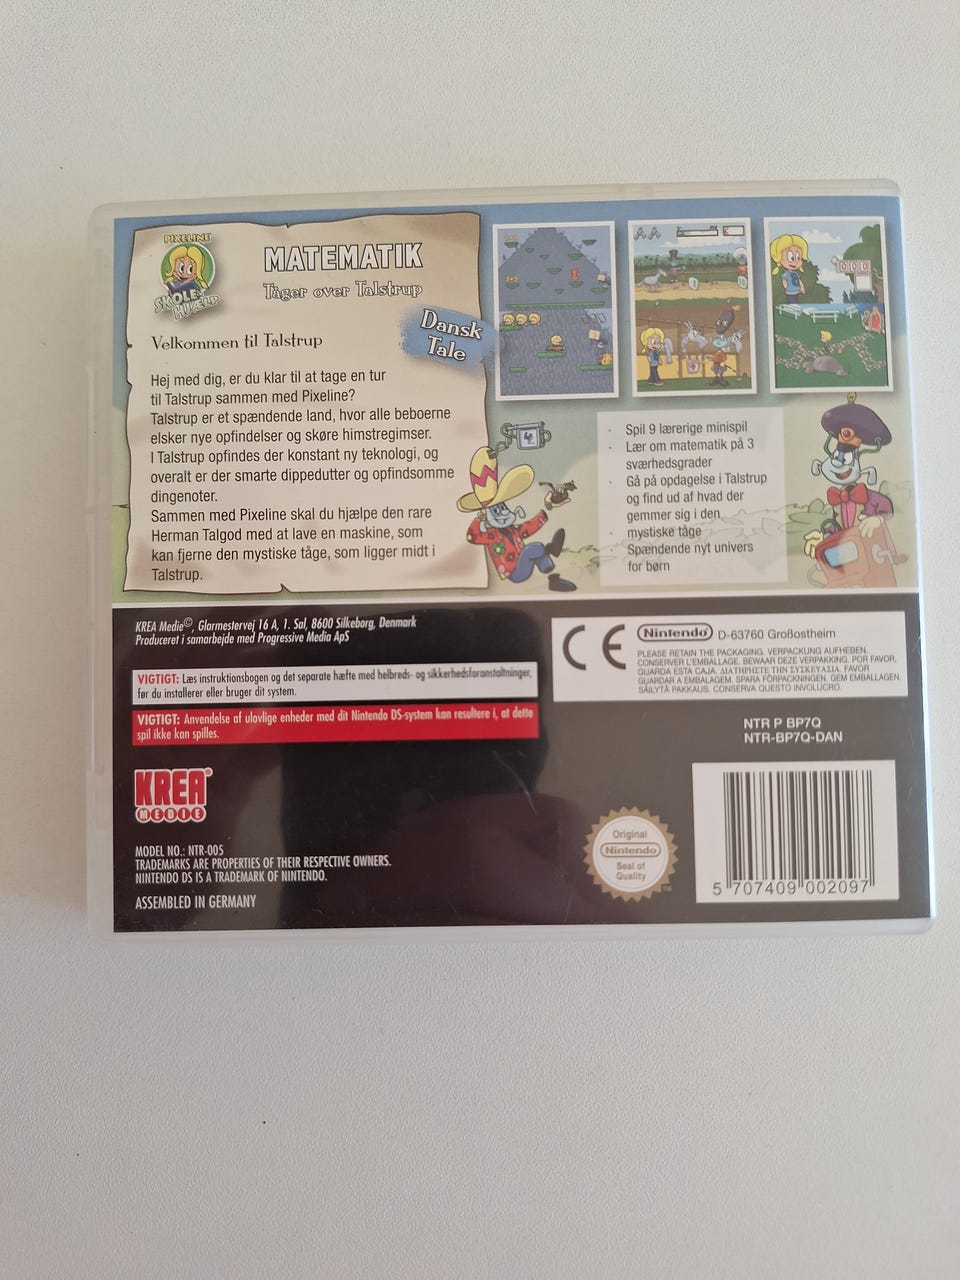 PIXELINE
SKOLE-
HJÆLP
MATEMATIK
Tåger over Talstrup
Dansk
Tale
Velkommen til Talstrup
Hej med dig, er du klar til at tage en tur
til Talstrup sammen med Pixeline?
Talstrup er et spændende land, hvor alle beboerne
elsker nye opfindelser og skøre himstregimser.
I Talstrup opfindes der konstant ny teknologi, og
overalt er der smarte dippedutter og opfindsomme
dingenoter.
Sammen med Pixeline skal du hjælpe den rare
Herman Talgod med at lave en maskine, som
kan fjerne den mystiske tåge, som ligger midt i
Talstrup.
· Spil 9 lærerige minispil
· Lær om matematik på 3
sværhedsgrader
· Gå på opdagelse i Talstrup
og find ud af hvad der
gemmer sig i den
· mystiske tåge
· Spændende nyt univers
for børn
KREA Medie©, Glarmestervej 16 A, 1. Sal, 8600 Silkeborg, Denmark
Produceret i samarbejde med Progressive Media ApS
VIGTIGT: Læs instruktionsbogen og det separate hæfte med helbreds- og sikkerhedsforanstaltninger,
før du installerer eller bruger dit system.
VIGTIGT: Anvendelse af ulovlige enheder med dit Nintendo DS-system kan resultere i, at dette
spil ikke kan spilles.
KREA®
MEDIE
MODEL NO.: NTR-005
TRADEMARKS ARE PROPERTIES OF THEIR RESPECTIVE OWNERS.
NINTENDO DS IS A TRADEMARK OF NINTENDO.
ASSEMBLED IN GERMANY
CE
Nintendo® D-63760 Großostheim
PLEASE RETAIN THE PACKAGING. VERPACKUNG AUFHEBEN.
CONSERVER L'EMBALLAGE. BEWAAR DEZE VERPAKKING. POR FAVOR,
GUARDA ESTA CAJA. ΔΙΑΤΗΡΗΣΤΕ ΤΗΝ ΣΥΣΚΕΥΑΣΙΑ. FAVOR
GUARDAR A EMBALAGEM. SPARA FÖRPACKNINGEN. GEM EMBALLAGEN.
SÄILYTÄ PAKKAUS. CONSERVA QUESTO INVOLUCRO.
NTR P BP7Q
NTR-BP7Q-DAN
Original
Nintendo®
Seal of
Quality
TM
5 707409 002097